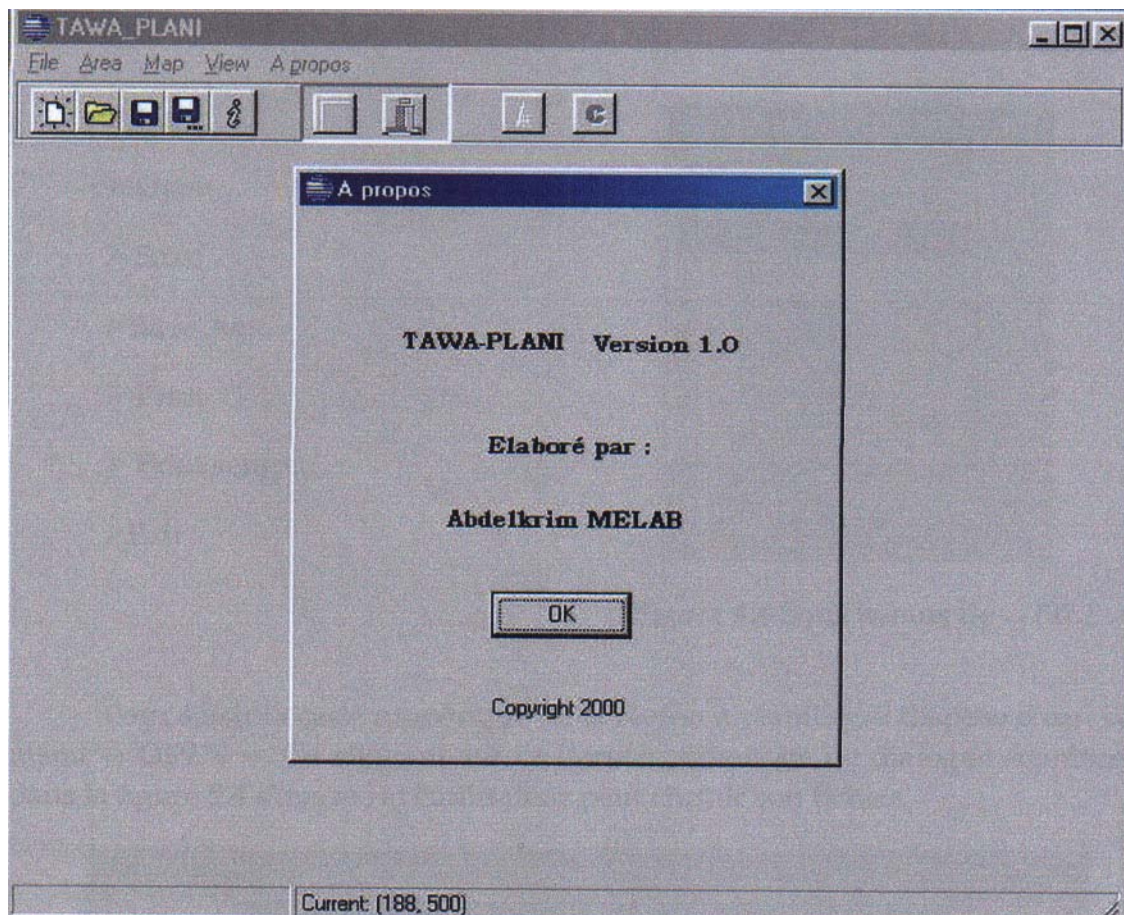 TAWA_PLANI
File Area Map View A propos
A propos
TAWA-PLANI Version 1.0
Elaboré par :
Abdelkrim MELAB
OK
Copyright 2000
Current: (188, 500)